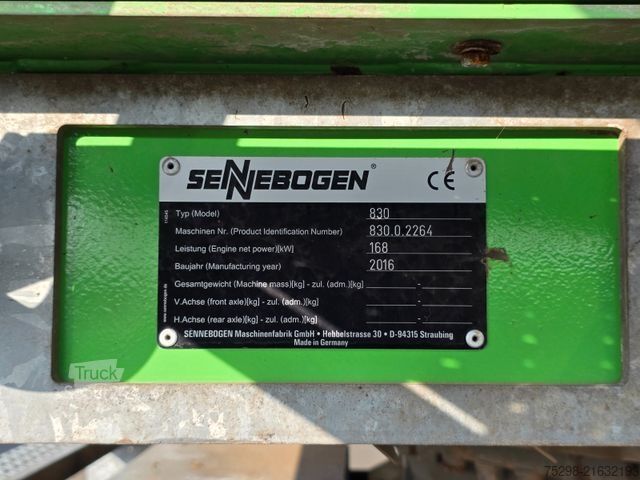 SENNEBOGEN®
CE
Typ (Model) 830
Maschinen Nr. (Product Identification Number) 830.0.2264
Leistung (Engine net power)[kW] 168
Baujahr (Manufacturing year) 2016
Gesamtgewicht (Machine mass)[kg] - zul. (adm.)[kg] -
V.Achse (front axle)[kg] - zul. (adm.)[kg] -
H.Achse (rear axle)[kg] - zul. (adm.)[kg] -
SENNEBOGEN Maschinenfabrik GmbH • Hebbelstrasse 30 • D-94315 Straubing
Made in Germany
www.sennebogen.de
Truck
75298-21632193